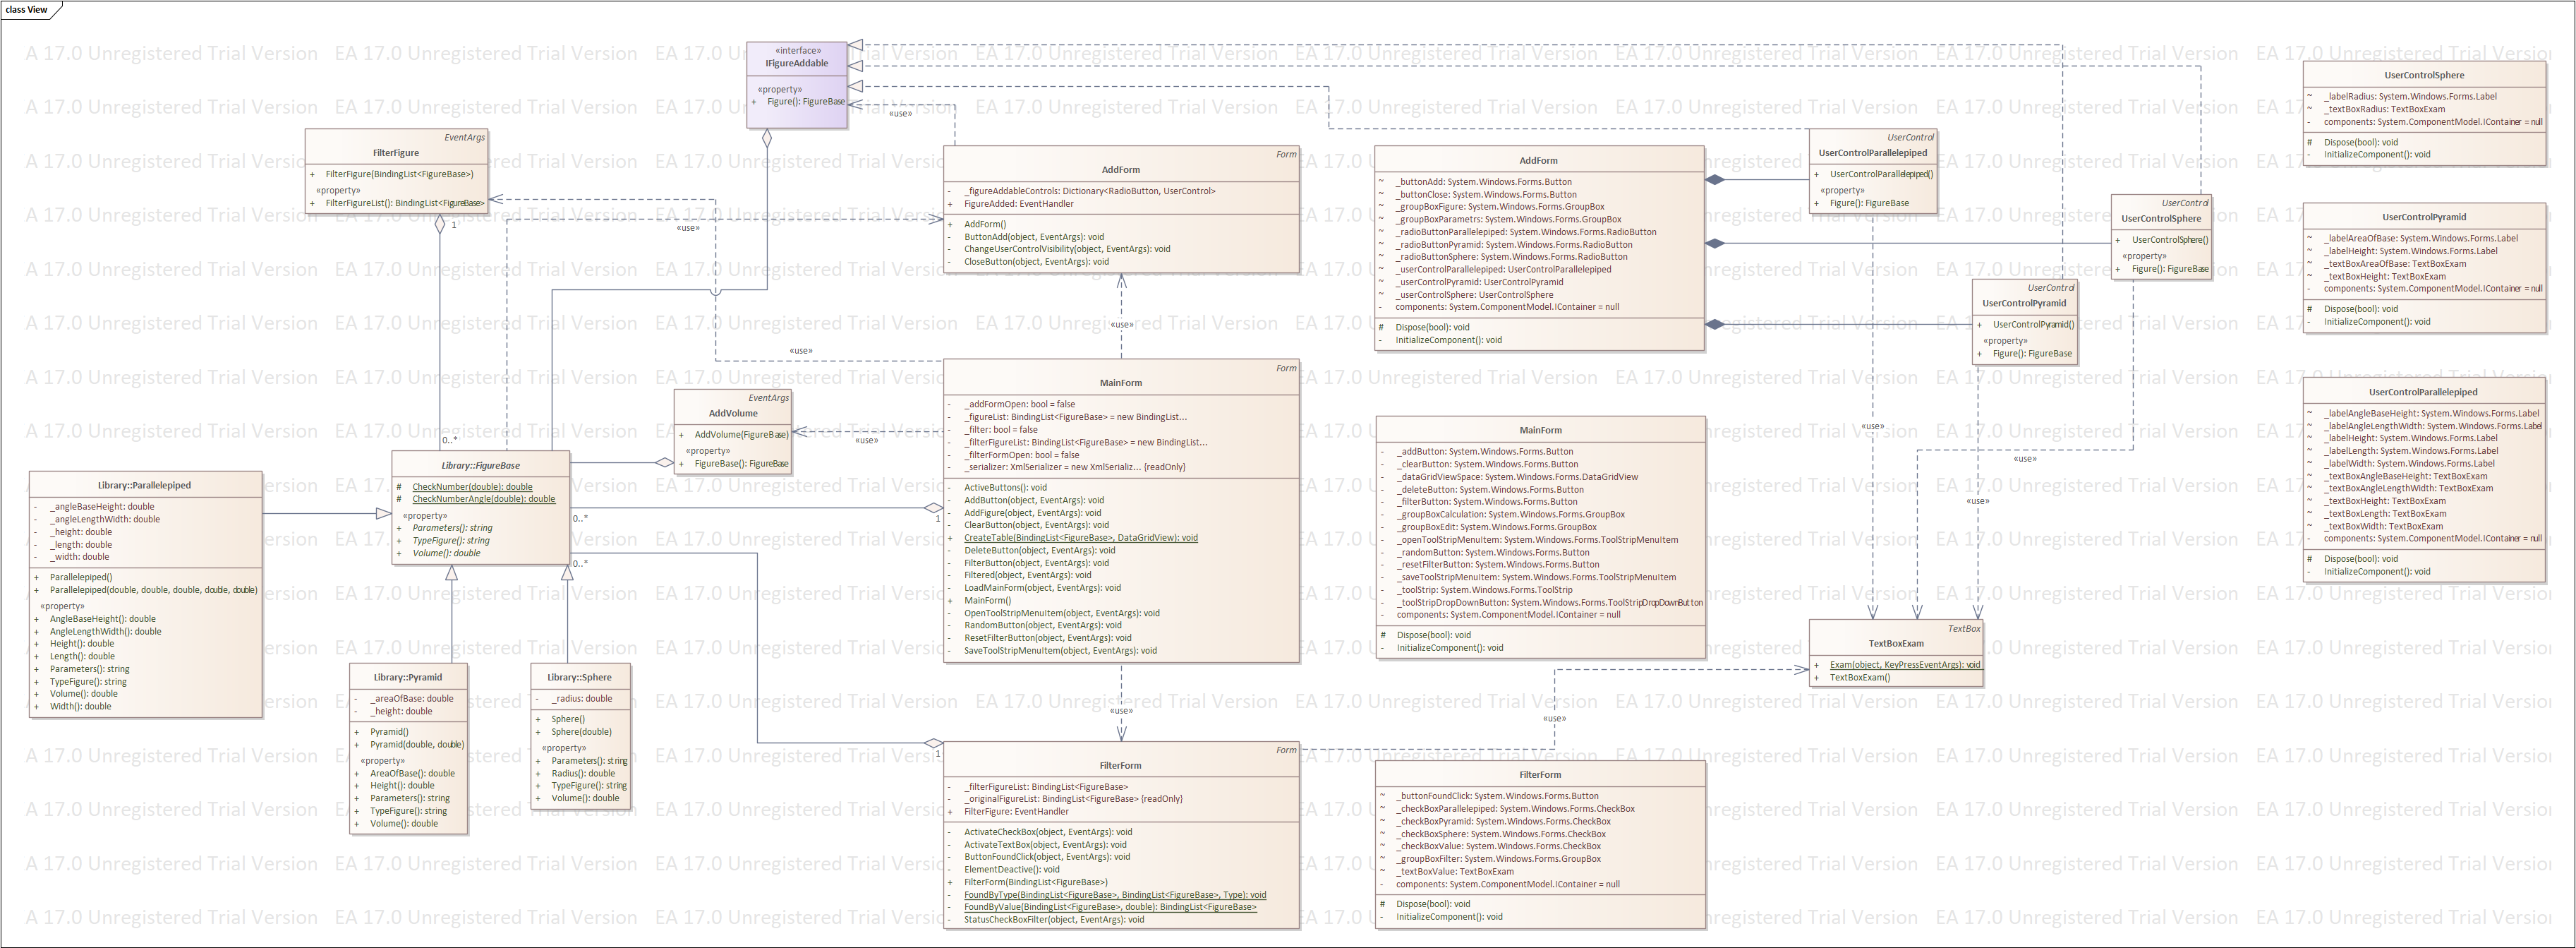 class View
EA 17.0 Unregistered Trial Version
«interface»
IFigureAddable
«property»
+ Figure(): FigureBase
EventArgs
FilterFigure
+ FilterFigure(BindingList<FigureBase>)
«property»
+ FilterFigureList(): BindingList<FigureBase>
1
0..*
«use»
«use»
«use»
«use»
«use»
«use»
Form
AddForm
- _figureAddableControls: Dictionary<RadioButton, UserControl>
+ FigureAdded: EventHandler
+ AddForm()
- ButtonAdd(object, EventArgs): void
- ChangeUserControlVisibility(object, EventArgs): void
- CloseButton(object, EventArgs): void
EventArgs
AddVolume
+ AddVolume(FigureBase)
«property»
+ FigureBase(): FigureBase
Form
MainForm
- _addFormOpen: bool = false
- _figureList: BindingList<FigureBase> = new BindingList...
- _filter: bool = false
- _filterFigureList: BindingList<FigureBase> = new BindingList...
- _filterFormOpen: bool = false
- _serializer: XmlSerializer = new XmlSerializ... {readOnly}
- ActiveButtons(): void
- AddButton(object, EventArgs): void
- AddFigure(object, EventArgs): void
- ClearButton(object, EventArgs): void
+ CreateTable(BindingList<FigureBase>, DataGridView): void
- DeleteButton(object, EventArgs): void
- FilterButton(object, EventArgs): void
- Filtered(object, EventArgs): void
- LoadMainForm(object, EventArgs): void
+ MainForm()
- OpenToolStripMenuItem(object, EventArgs): void
- RandomButton(object, EventArgs): void
- ResetFilterButton(object, EventArgs): void
- SaveToolStripMenuItem(object, EventArgs): void
Library::FigureBase
# CheckNumber(double): double
# CheckNumberAngle(double): double
«property»
+ Parameters(): string
+ TypeFigure(): string
+ Volume(): double
0..*
1
0..*
1
Library::Parallelepiped
- _angleBaseHeight: double
- _angleLengthWidth: double
- _height: double
- _length: double
- _width: double
+ Parallelepiped()
+ Parallelepiped(double, double, double, double, double)
«property»
+ AngleBaseHeight(): double
+ AngleLengthWidth(): double
+ Height(): double
+ Length(): double
+ Parameters(): string
+ TypeFigure(): string
+ Volume(): double
+ Width(): double
Library::Pyramid
- _areaOfBase: double
- _height: double
+ Pyramid()
+ Pyramid(double, double)
«property»
+ AreaOfBase(): double
+ Height(): double
+ Parameters(): string
+ TypeFigure(): string
+ Volume(): double
Library::Sphere
- _radius: double
+ Sphere()
+ Sphere(double)
«property»
+ Parameters(): string
+ Radius(): double
+ TypeFigure(): string
+ Volume(): double
Form
FilterForm
- _filterFigureList: BindingList<FigureBase>
- _originalFigureList: BindingList<FigureBase> {readOnly}
+ FilterFigure: EventHandler
- ActivateCheckBox(object, EventArgs): void
- ActivateTextBox(object, EventArgs): void
- ButtonFoundClick(object, EventArgs): void
- ElementDeactive(): void
+ FilterForm(BindingList<FigureBase>)
- FoundByType(BindingList<FigureBase>, BindingList<FigureBase>, Type): void
- FoundByValue(BindingList<FigureBase>, double): BindingList<FigureBase>
- StatusCheckBoxFilter(object, EventArgs): void
AddForm
~ _buttonAdd: System.Windows.Forms.Button
~ _buttonClose: System.Windows.Forms.Button
~ _groupBoxFigure: System.Windows.Forms.GroupBox
~ _groupBoxParametrs: System.Windows.Forms.GroupBox
~ _radioButtonParallelepiped: System.Windows.Forms.RadioButton
~ _radioButtonPyramid: System.Windows.Forms.RadioButton
~ _radioButtonSphere: System.Windows.Forms.RadioButton
~ _userControlParallelepiped: UserControlParallelepiped
~ _userControlPyramid: UserControlPyramid
~ _userControlSphere: UserControlSphere
- components: System.ComponentModel.IContainer = null
# Dispose(bool): void
- InitializeComponent(): void
MainForm
- _addButton: System.Windows.Forms.Button
- _clearButton: System.Windows.Forms.Button
- _dataGridViewSpace: System.Windows.Forms.DataGridView
- _deleteButton: System.Windows.Forms.Button
- _filterButton: System.Windows.Forms.Button
- _groupBoxCalculation: System.Windows.Forms.GroupBox
- _groupBoxEdit: System.Windows.Forms.GroupBox
- _openToolStripMenuItem: System.Windows.Forms.ToolStripMenuItem
- _randomButton: System.Windows.Forms.Button
- _resetFilterButton: System.Windows.Forms.Button
- _saveToolStripMenuItem: System.Windows.Forms.ToolStripMenuItem
- _toolStrip: System.Windows.Forms.ToolStrip
- _toolStripDropDownButton: System.Windows.Forms.ToolStripDropDownButton
- components: System.ComponentModel.IContainer = null
# Dispose(bool): void
- InitializeComponent(): void
FilterForm
~ _buttonFoundClick: System.Windows.Forms.Button
~ _checkBoxParallelepiped: System.Windows.Forms.CheckBox
~ _checkBoxPyramid: System.Windows.Forms.CheckBox
~ _checkBoxSphere: System.Windows.Forms.CheckBox
~ _checkBoxValue: System.Windows.Forms.CheckBox
~ _groupBoxFilter: System.Windows.Forms.GroupBox
~ _textBoxValue: TextBoxExam
- components: System.ComponentModel.IContainer = null
# Dispose(bool): void
- InitializeComponent(): void
UserControl
UserControlParallelepiped
+ UserControlParallelepiped()
«property»
+ Figure(): FigureBase
UserControl
UserControlSphere
+ UserControlSphere()
«property»
+ Figure(): FigureBase
UserControl
UserControlPyramid
+ UserControlPyramid()
«property»
+ Figure(): FigureBase
«use»
«use»
«use»
«use»
TextBox
TextBoxExam
+ Exam(object, KeyPressEventArgs): void
+ TextBoxExam()
UserControlSphere
~ _labelRadius: System.Windows.Forms.Label
~ _textBoxRadius: TextBoxExam
- components: System.ComponentModel.IContainer = null
# Dispose(bool): void
- InitializeComponent(): void
UserControlPyramid
~ _labelAreaOfBase: System.Windows.Forms.Label
~ _labelHeight: System.Windows.Forms.Label
~ _textBoxAreaOfBase: TextBoxExam
~ _textBoxHeight: TextBoxExam
- components: System.ComponentModel.IContainer = null
# Dispose(bool): void
- InitializeComponent(): void
UserControlParallelepiped
~ _labelAngleBaseHeight: System.Windows.Forms.Label
~ _labelAngleLengthWidth: System.Windows.Forms.Label
~ _labelHeight: System.Windows.Forms.Label
~ _labelLength: System.Windows.Forms.Label
~ _labelWidth: System.Windows.Forms.Label
~ _textBoxAngleBaseHeight: TextBoxExam
~ _textBoxAngleLengthWidth: TextBoxExam
~ _textBoxHeight: TextBoxExam
~ _textBoxLength: TextBoxExam
~ _textBoxWidth: TextBoxExam
- components: System.ComponentModel.IContainer = null
# Dispose(bool): void
- InitializeComponent(): void